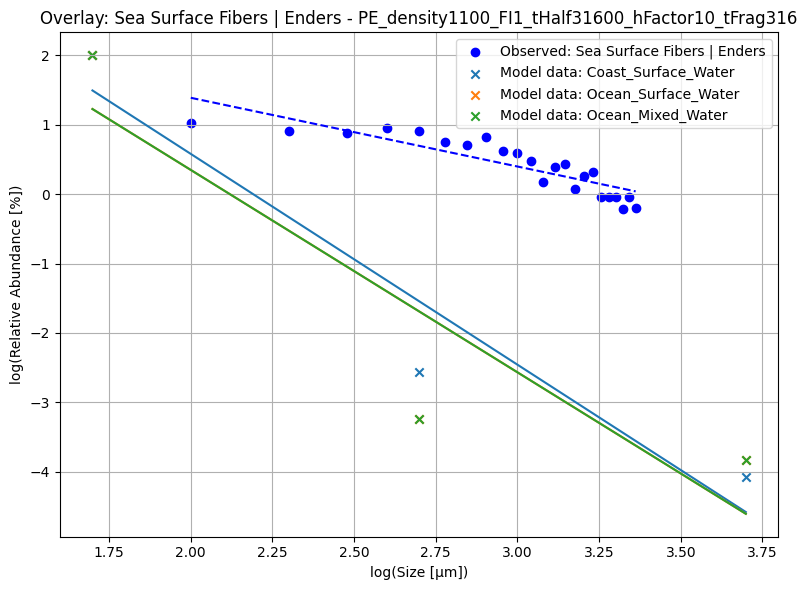 Overlay: Sea Surface Fibers | Enders - PE_density1100_FI1_tHalf31600_hFactor10_tFrag316
Observed: Sea Surface Fibers | Enders
Model data: Coast_Surface_Water
Model data: Ocean_Surface_Water
Model data: Ocean_Mixed_Water
log(Relative Abundance [%])
2
1
0
−1
−2
−3
−4
1.75 2.00 2.25 2.50 2.75 3.00 3.25 3.50 3.75
log(Size [μm])